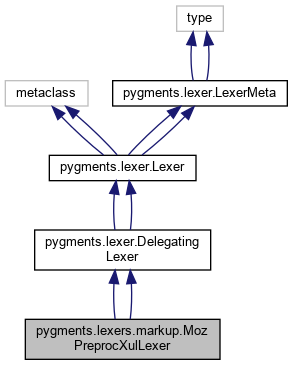 type
metaclass
pygments.lexer.LexerMeta
pygments.lexer.Lexer
pygments.lexer.Delegating
Lexer
pygments.lexers.markup.Moz
PreprocXulLexer